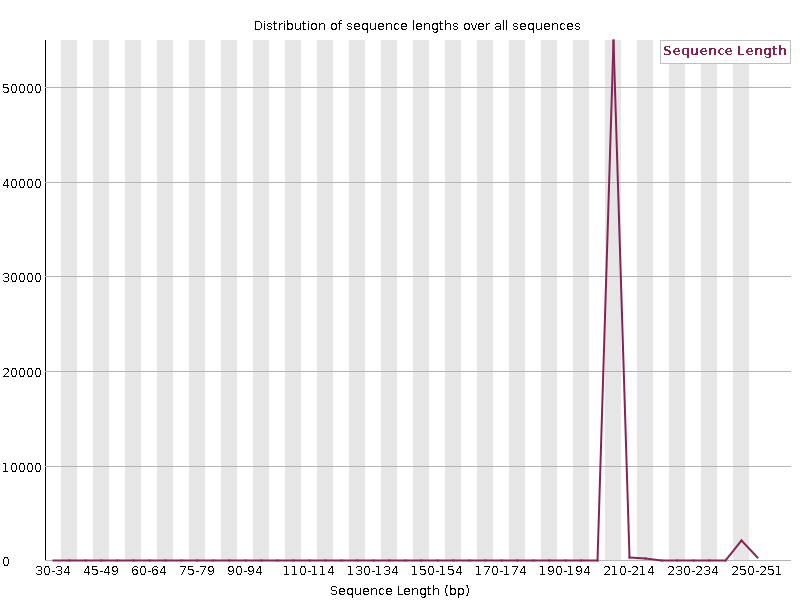 Distribution of sequence lengths over all sequences
Sequence Length
50000
40000
30000
20000
10000
0
30-34 45-49 60-64 75-79 90-94 110-114 130-134 150-154 170-174 190-194 210-214 230-234 250-251
Sequence Length (bp)